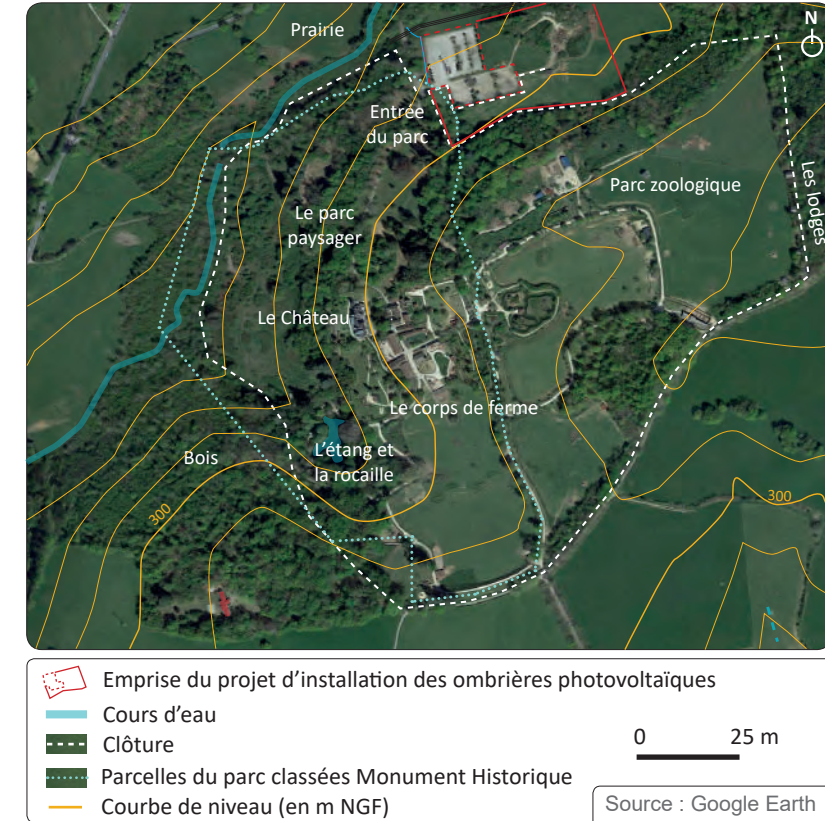 Prairie
N
Entrée
du parc
Parc zoologique
Les lodges
Le parc
paysager
Le Château
Le corps de ferme
L'étang et
la rocaille
Bois
300
300
Emprise du projet d'installation des ombrières photovoltaïques
Cours d'eau
Clôture
0 25 m
Parcelles du parc classées Monument Historique
Courbe de niveau (en m NGF)
Source : Google Earth